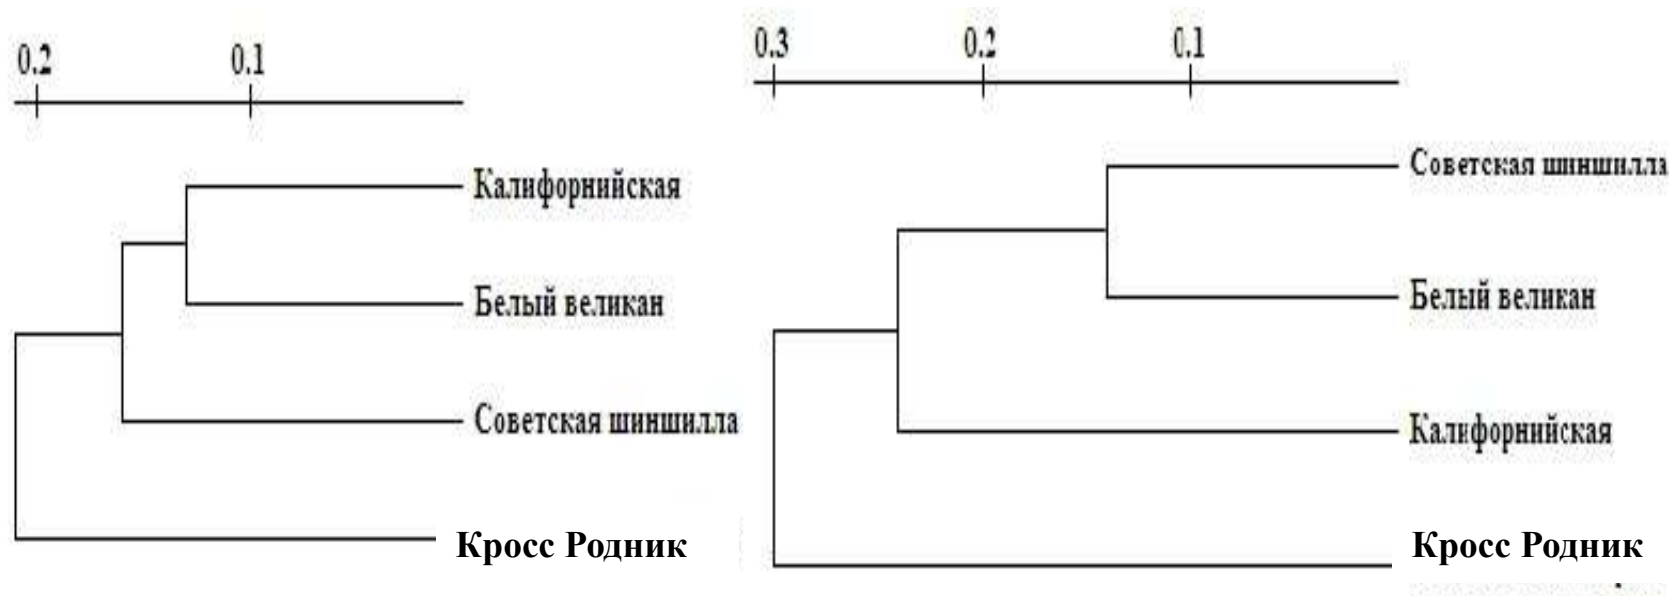 0.2 0.1
Калифорнийская
Белый великан
Советская шиншилла
Кросс Родник
0.3 0.2 0.1
Советская шиншилла
Белый великан
Калифорнийская
Кросс Родник